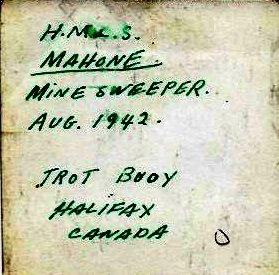 H.M.C.S.
MAHONE.
MINE SWEEPER.
AUG. 1942.
TROT BUOY
HALIFAX
CANADA